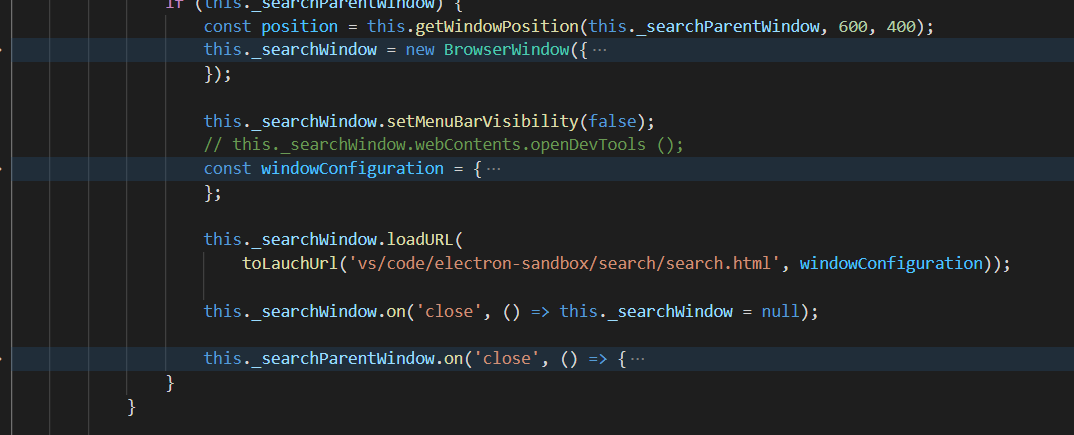 if (this._searchParentWindow) {
const position = this.getWindowPosition(this._searchParentWindow, 600, 400);
this._searchWindow = new BrowserWindow({ ···
});
this._searchWindow.setMenuBarVisibility(false);
// this._searchWindow.webContents.openDevTools ();
const windowConfiguration = { ···
};
this._searchWindow.loadURL(
toLauchUrl('vs/code/electron-sandbox/search/search.html', windowConfiguration));
this._searchWindow.on('close', () => this._searchWindow = null);
this._searchParentWindow.on('close', () => { ···
}
}